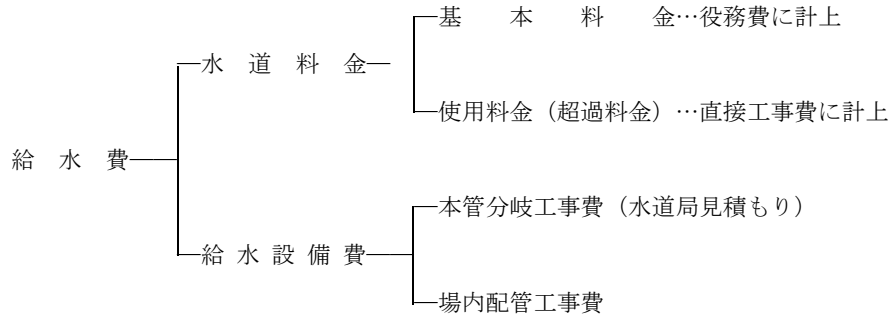 基本料金…役務費に計上
水道料金
使用料金（超過料金）…直接工事費に計上
給水費
本管分岐工事費（水道局見積もり）
給水設備費
場内配管工事費